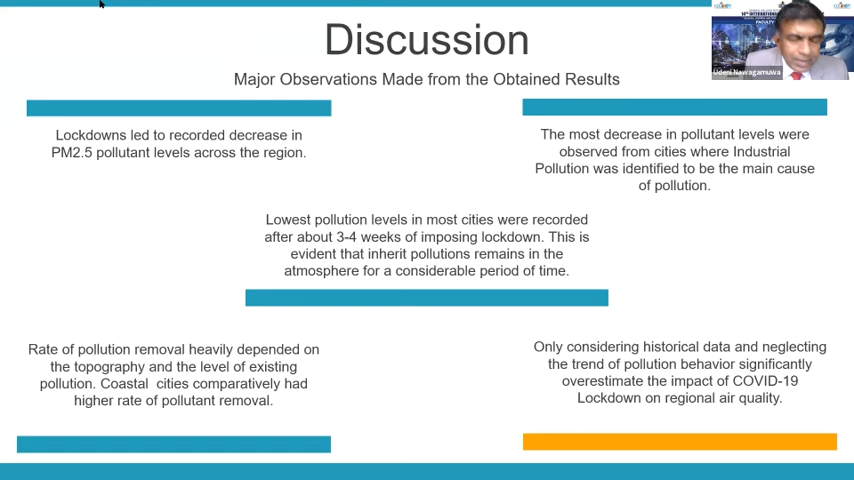 Discussion
Major Observations Made from the Obtained Results
Lockdowns led to recorded decrease in
PM2.5 pollutant levels across the region.
The most decrease in pollutant levels were
observed from cities where Industrial
Pollution was identified to be the main cause
of pollution.
Lowest pollution levels in most cities were recorded
after about 3-4 weeks of imposing lockdown. This is
evident that inherit pollutions remains in the
atmosphere for a considerable period of time.
Rate of pollution removal heavily depended on
the topography and the level of existing
pollution. Coastal cities comparatively had
higher rate of pollutant removal.
Only considering historical data and neglecting
the trend of pollution behavior significantly
overestimate the impact of COVID-19
Lockdown on regional air quality.
Udeni Nawagamuwa
FACULTY